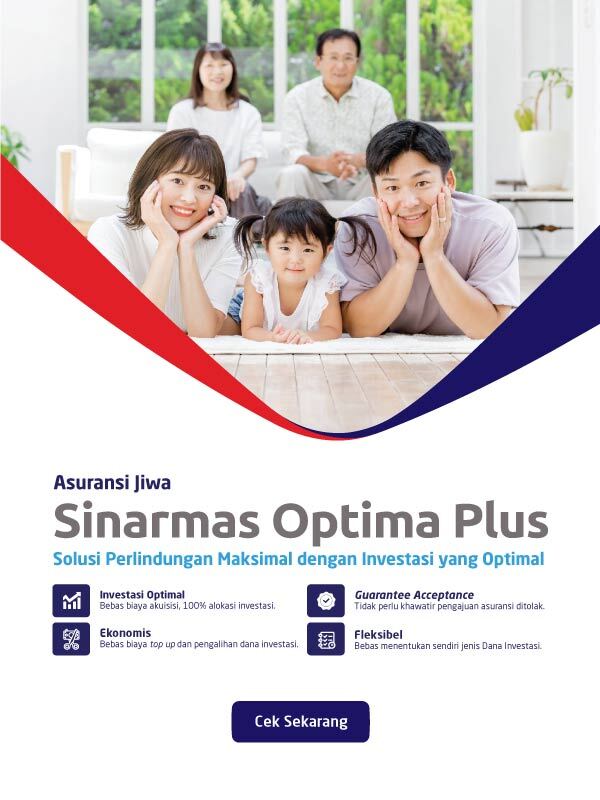 Asuransi Jiwa
Sinarmas Optima Plus
Solusi Perlindungan Maksimal dengan Investasi yang Optimal
Investasi Optimal
Bebas biaya akuisisi, 100% alokasi investasi.
Guarantee Acceptance
Tidak perlu khawatir pengajuan asuransi ditolak.
Ekonomis
Bebas biaya top up dan pengalihan dana investasi.
Fleksibel
Bebas menentukan sendiri jenis Dana Investasi.
Cek Sekarang